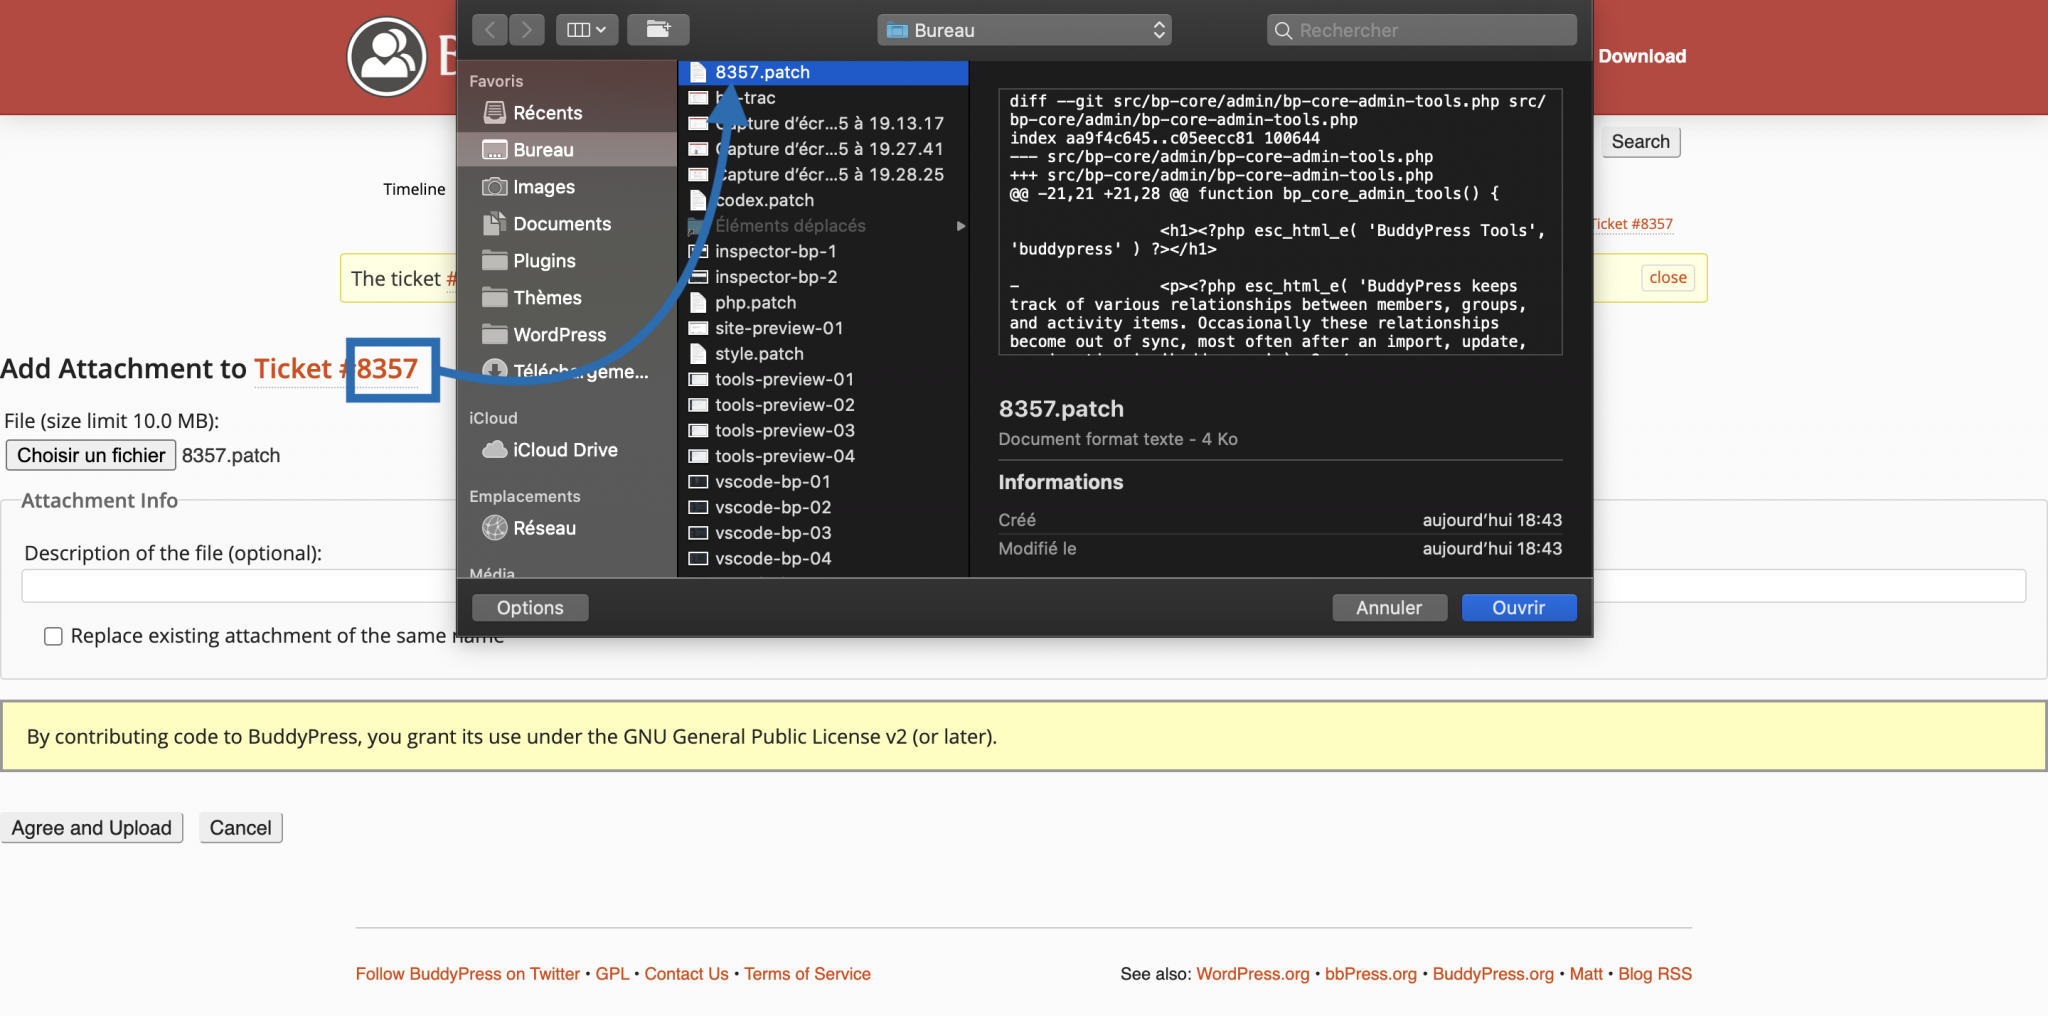 Bureau
Rechercher
Download
Favoris
Récents
Bureau
Images
Documents
Plugins
Thèmes
WordPress
Téléchargeme...
iCloud
iCloud Drive
Emplacements
Réseau
Média
8357.patch
Capture d’écr...5 à 19.13.17
Capture d’écr...5 à 19.27.41
Capture d’écr...5 à 19.28.25
codex.patch
Éléments déplacés
inspector-bp-1
inspector-bp-2
php.patch
site-preview-01
style.patch
tools-preview-01
tools-preview-02
tools-preview-03
tools-preview-04
vscode-bp-01
vscode-bp-02
vscode-bp-03
vscode-bp-04
diff --git src/bp-core/admin/bp-core-admin-tools.php src/
bp-core/admin/bp-core-admin-tools.php
index aa9f4c645..c05eecc81 100644
--- src/bp-core/admin/bp-core-admin-tools.php
+++ src/bp-core/admin/bp-core-admin-tools.php
@@ -21,21 +21,28 @@ function bp_core_admin_tools() {
<h1><?php esc_html_e( 'BuddyPress Tools',
'buddypress' ) ?></h1>
- <p><?php esc_html_e( 'BuddyPress keeps
track of various relationships between members, groups,
and activity items. Occasionally these relationships
become out of sync, most often after an import, update,
8357.patch
Document format texte - 4 Ko
Informations
Créé aujourd’hui 18:43
Modifié le aujourd’hui 18:43
Options
Annuler
Ouvrir
Search
Timeline
Ticket #8357
The ticket #
close
Add Attachment to Ticket #8357
File (size limit 10.0 MB):
Choisir un fichier 8357.patch
Attachment Info
Description of the file (optional):
Replace existing attachment of the same name
By contributing code to BuddyPress, you grant its use under the GNU General Public License v2 (or later).
Agree and Upload
Cancel
Follow BuddyPress on Twitter • GPL • Contact Us • Terms of Service
See also: WordPress.org • bbPress.org • BuddyPress.org • Matt • Blog RSS